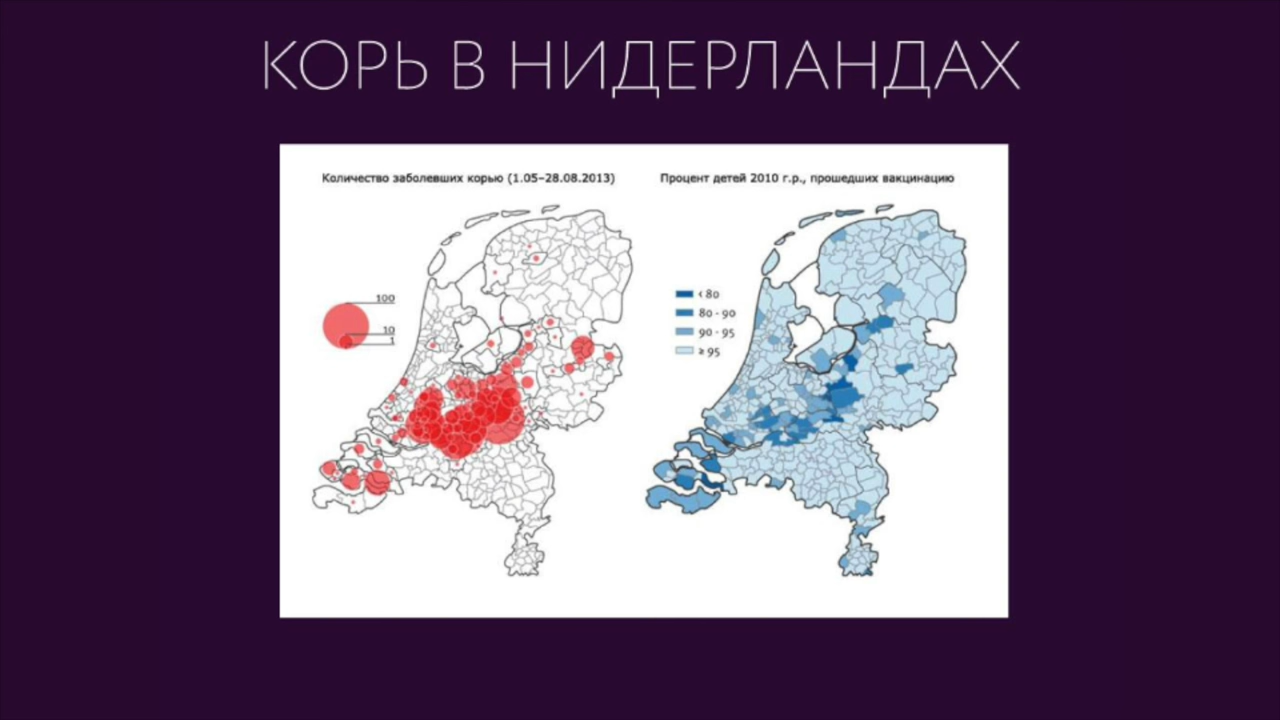 КОРЬ В НИДЕРЛАНДАХ
Количество заболевших корью (1.05–28.08.2013)
Процент детей 2010 г.р., прошедших вакцинацию
100
10
1
< 80
80 - 90
90 - 95
≥ 95